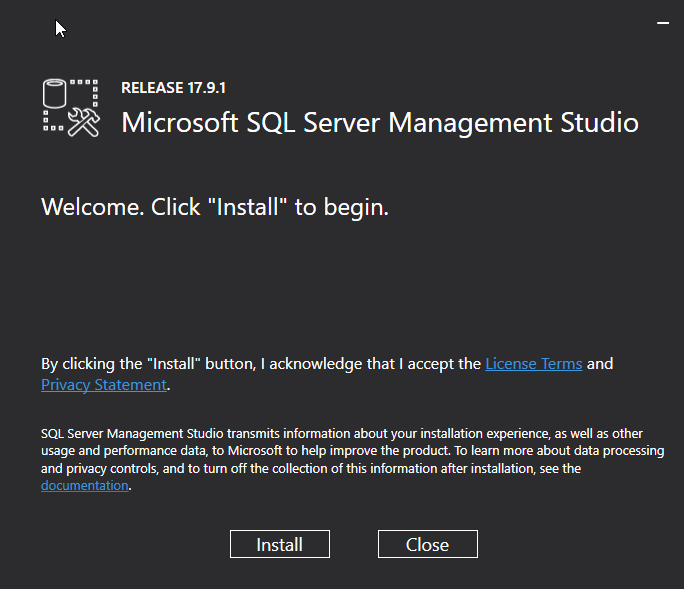 RELEASE 17.9.1
Microsoft SQL Server Management Studio
Welcome. Click "Install" to begin.
By clicking the "Install" button, I acknowledge that I accept the License Terms and
Privacy Statement.
SQL Server Management Studio transmits information about your installation experience, as well as other
usage and performance data, to Microsoft to help improve the product. To learn more about data processing
and privacy controls, and to turn off the collection of this information after installation, see the
documentation.
Install
Close